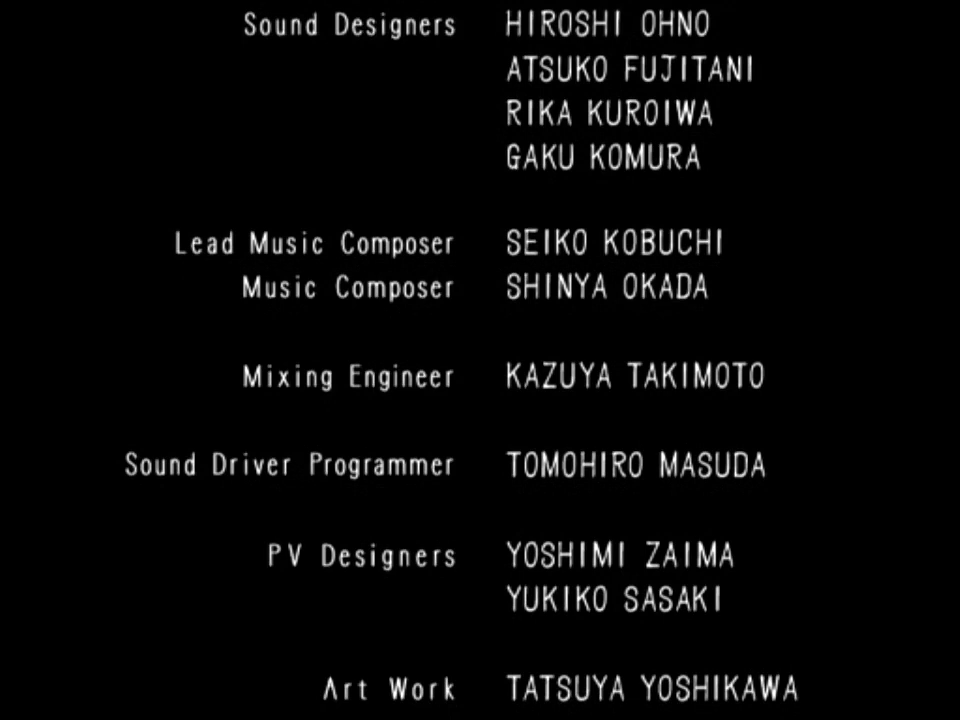 Sound Designers HIROSHI OHNO
ATSUKO FUJITANI
RIKA KUROIWA
GAKU KOMURA
Lead Music Composer SEIKO KOBUCHI
Music Composer SHINYA OKADA
Mixing Engineer KAZUYA TAKIMOTO
Sound Driver Programmer TOMOHIRO MASUDA
PV Designers YOSHIMI ZAIMA
YUKIKO SASAKI
Art Work TATSUYA YOSHIKAWA